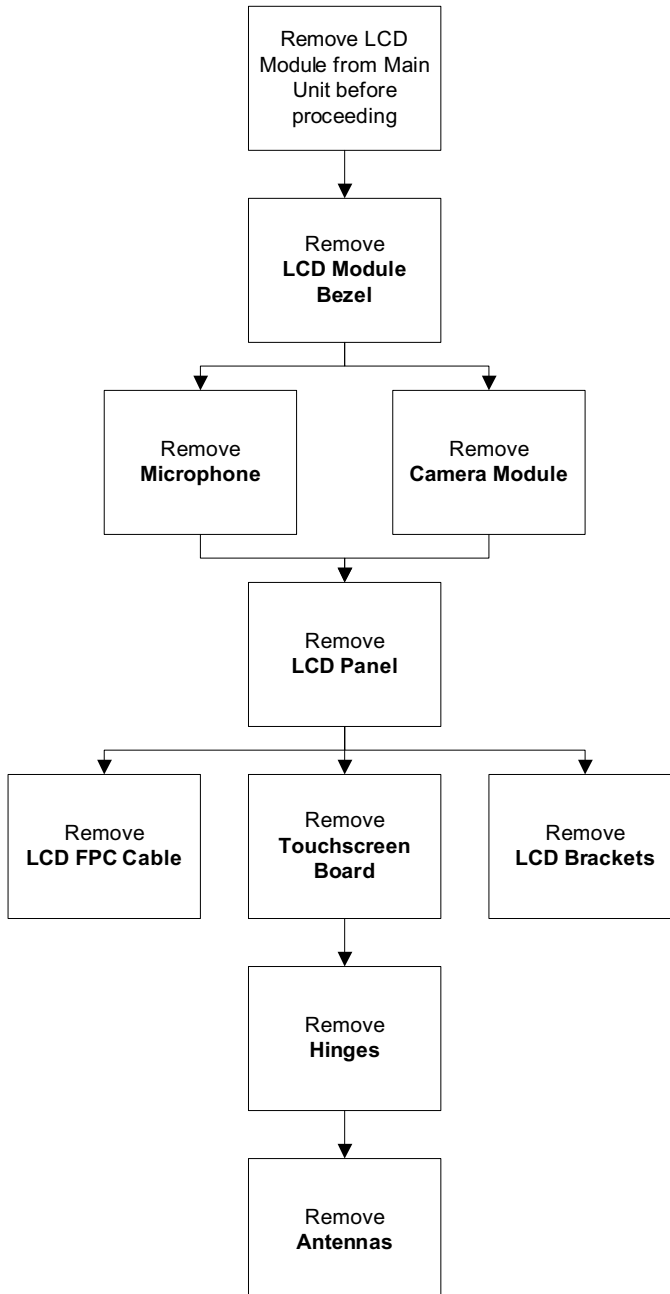 Remove LCD
Module from Main
Unit before
proceeding
Remove
LCD Module
Bezel
Remove
Microphone
Remove
Camera Module
Remove
LCD Panel
Remove
LCD FPC Cable
Remove
Touchscreen
Board
Remove
LCD Brackets
Remove
Hinges
Remove
Antennas